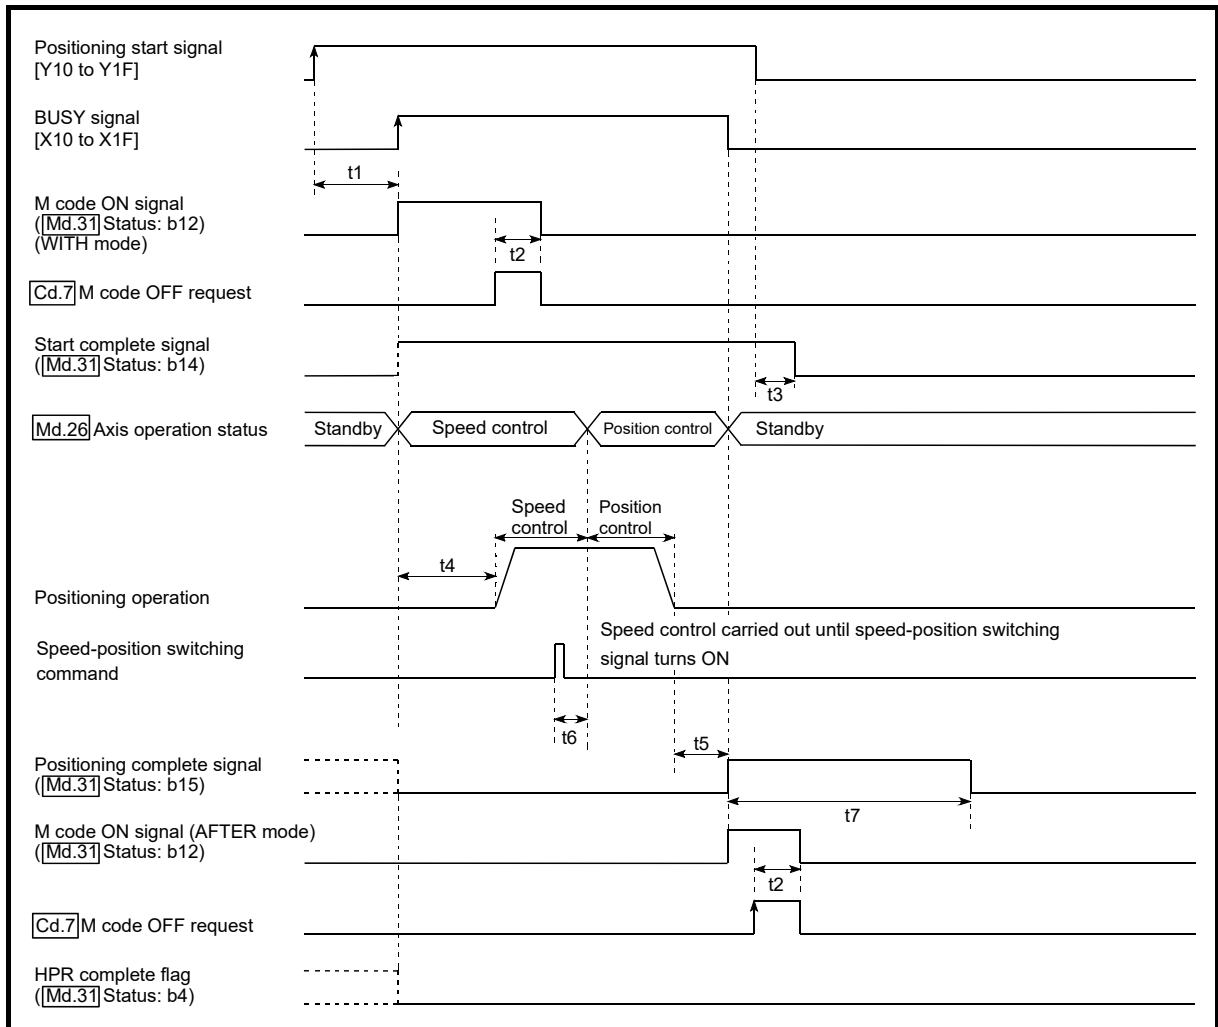 Positioning start signal
[Y10 to Y1F]
BUSY signal
[X10 to X1F]
t1
M code ON signal
(Md.31 Status: b12)
(WITH mode)
t2
Cd.7 M code OFF request
Start complete signal
(Md.31 Status: b14)
t3
Md.26 Axis operation status
Standby
Speed control
Position control
Standby
Speed
control
Position
control
t4
Positioning operation
Speed control carried out until speed-position switching
signal turns ON
Speed-position switching
command
t6
t5
Positioning complete signal
(Md.31 Status: b15)
t7
M code ON signal (AFTER mode)
(Md.31 Status: b12)
t2
Cd.7 M code OFF request
HPR complete flag
(Md.31 Status: b4)